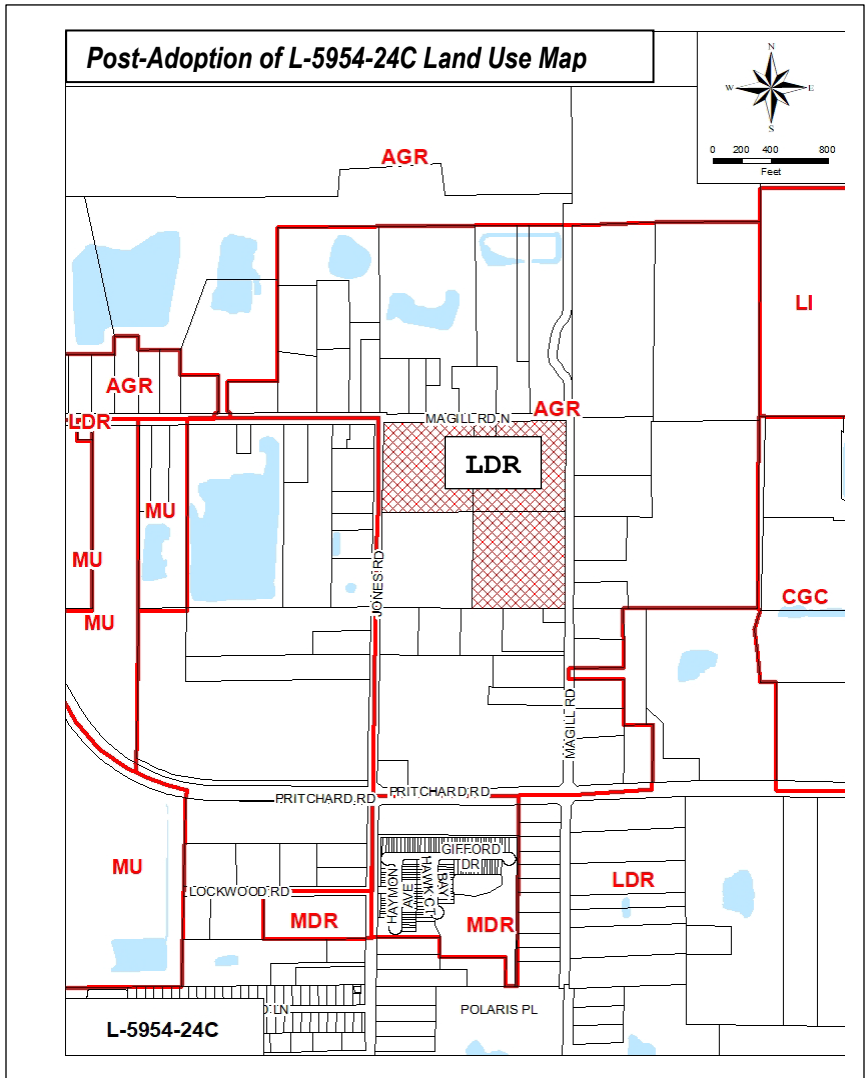 Post-Adoption of L-5954-24C Land Use Map
N
W E
S
0 200 400 800
Feet
AGR
LI
AGR
AGR
LDR
MAGILL RD N
LDR
MU
MU
JONES RD
CGC
MU
MAGILL RD
PRITCHARD RD
PRITCHARD RD
GIFFORD
DR
MU
HAYMON
AVE
HAWK CT
BAY
LDR
LOCKWOOD RD
MDR
MDR
LN
POLARIS PL
L-5954-24C